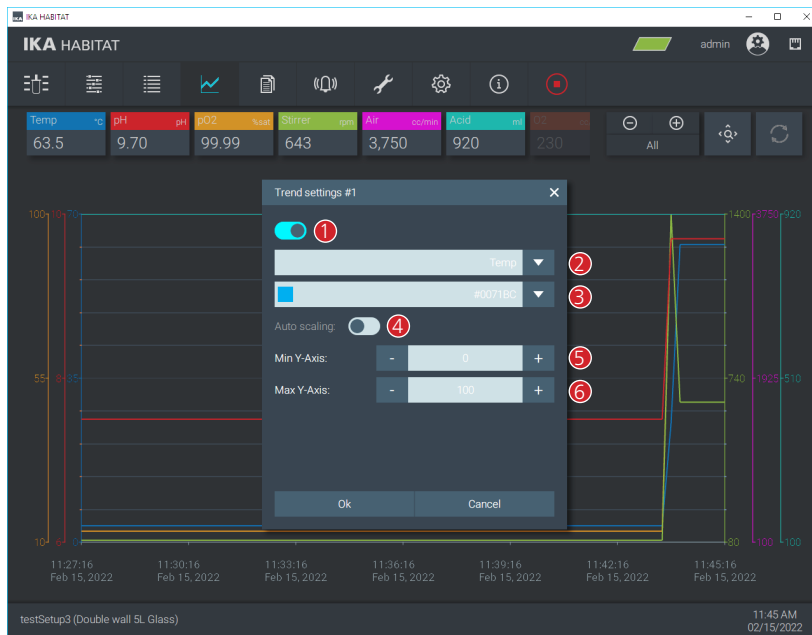 IKA HABITAT
IKA HABITAT
admin
Temp °C
pH pH
pO2 %sat
Stirrer rpm
Air cc/min
Acid ml
63.5
9.70
99.99
643
3,750
920
230
All
Trend settings #1
1
Temp
2
#0071BC
3
Auto scaling:
4
Min Y-Axis:
-
0
+
5
Max Y-Axis:
-
100
+
6
Ok
Cancel
100 10 70
55 8 35
10 6 0
1400 3750 920
740 1925 510
80 100 100
11:27:16
Feb 15, 2022
11:30:16
Feb 15, 2022
11:33:16
Feb 15, 2022
11:36:16
Feb 15, 2022
11:39:16
Feb 15, 2022
11:42:16
Feb 15, 2022
11:45:16
Feb 15, 2022
testSetup3 (Double wall 5L Glass)
11:45 AM
02/15/2022